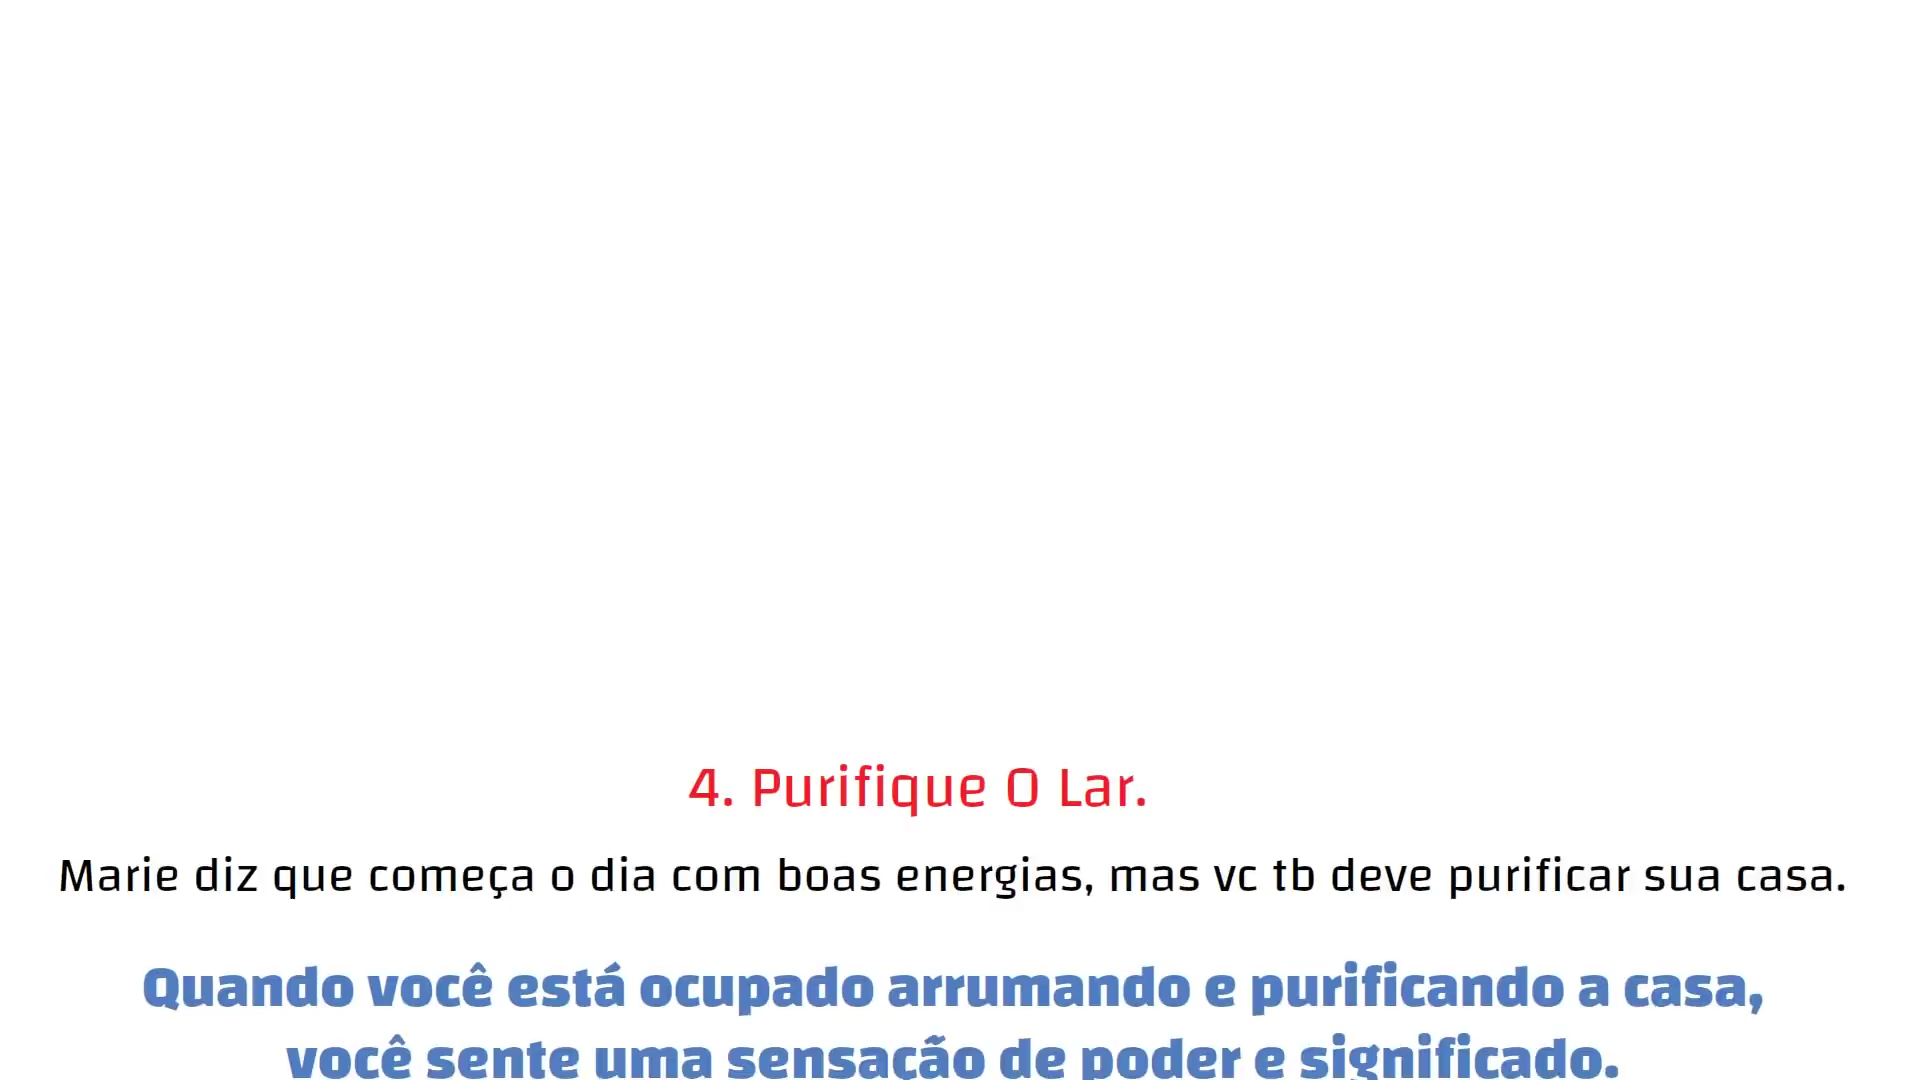 4. Purifique O Lar.
Marie diz que começa o dia com boas energias, mas vc tb deve purificar sua casa.
Quando você está ocupado arrumando e purificando a casa,
você sente uma sensação de poder e significado.